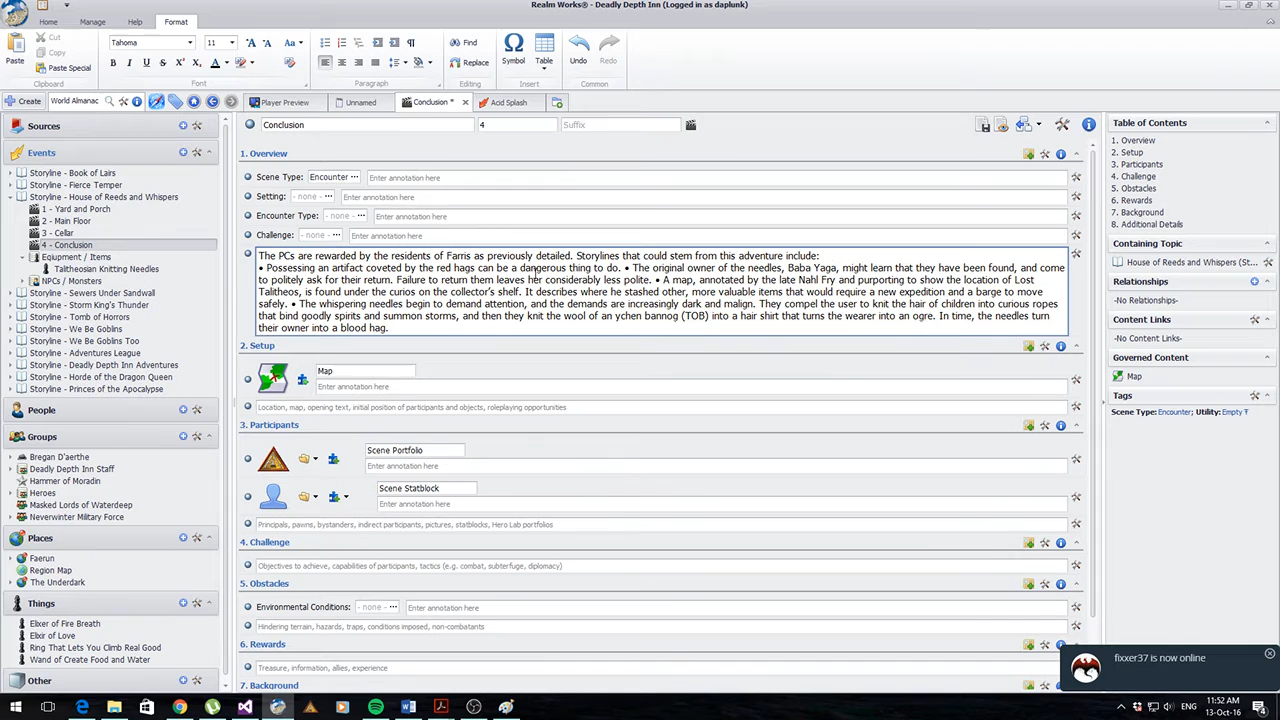 Realm Works® - Deadly Depth Inn (Logged in as daplunk)
Home Manage Help Format
Paste
Cut
Copy
Paste Special
Clipboard
Tahoma 11
Font
Paragraph
Find
Replace
Editing
Symbol
Table
Insert
Undo
Redo
Common
Create World Almanac
Player Preview
Unnamed
Conclusion *
Acid Splash
Sources
Events
Storyline - Book of Lairs
Storyline - Fierce Temper
Storyline - House of Reeds and Whispers
1 - Yard and Porch
2 - Main Floor
3 - Cellar
4 - Conclusion
Eqiupment / Items
Talitheosian Knitting Needles
NPCs / Monsters
Storyline - Sewers Under Sandwall
Storyline - Storm King's Thunder
Storyline - Tomb of Horrors
Storyline - We Be Goblins
Storyline - We Be Goblins Too
Storyline - Adventures League
Storyline - Deadly Depth Inn Adventures
Storyline - Horde of the Dragon Queen
Storyline - Princes of the Apocalypse
People
Groups
Bregan D'aerthe
Deadly Depth Inn Staff
Hammer of Moradin
Heroes
Masked Lords of Waterdeep
Neverwinter Military Force
Places
Faerun
Region Map
The Underdark
Things
Elixer of Fire Breath
Elxir of Love
Ring That Lets You Climb Real Good
Wand of Create Food and Water
Other
Conclusion 4 Suffix
1. Overview
Scene Type: Encounter Enter annotation here
Setting: - none - Enter annotation here
Encounter Type: - none - Enter annotation here
Challenge: - none - Enter annotation here
The PCs are rewarded by the residents of Farris as previously detailed. Storylines that could stem from this adventure include:
• Possessing an artifact coveted by the red hags can be a dangerous thing to do. • The original owner of the needles, Baba Yaga, might learn that they have been found, and come
to politely ask for their return. Failure to return them leaves her considerably less polite. • A map, annotated by the late Nahl Fry and purporting to show the location of Lost
Talitheos, is found under the curios on the collector's shelf. It describes where he stashed other, more valuable items that would require a new expedition and a barge to move
safely. • The whispering needles begin to demand attention, and the demands are increasingly dark and malign. They compel the user to knit the hair of children into curious ropes
that bind goodly spirits and summon storms, and then they knit the wool of an ychen bannog (TOB) into a hair shirt that turns the wearer into an ogre. In time, the needles turn
their owner into a blood hag.
2. Setup
Map
Enter annotation here
Location, map, opening text, initial position of participants and objects, roleplaying opportunities
3. Participants
Scene Portfolio
Enter annotation here
Scene Statblock
Enter annotation here
Principals, pawns, bystanders, indirect participants, pictures, statblocks, Hero Lab portfolios
4. Challenge
Objectives to achieve, capabilities of participants, tactics (e.g. combat, subterfuge, diplomacy)
5. Obstacles
Environmental Conditions: - none - Enter annotation here
Hindering terrain, hazards, traps, conditions imposed, non-combatants
6. Rewards
Treasure, information, allies, experience
7. Background
Table of Contents
1: Overview
2: Setup
3: Participants
4: Challenge
5: Obstacles
6: Rewards
7: Background
8: Additional Details
Containing Topic
House of Reeds and Whispers (St...
Relationships
-No Relationships-
Content Links
-No Content Links-
Governed Content
Map
Tags
Scene Type: Encounter; Utility: Empty
fixxer37 is now online
11:52 AM
13-Oct-16